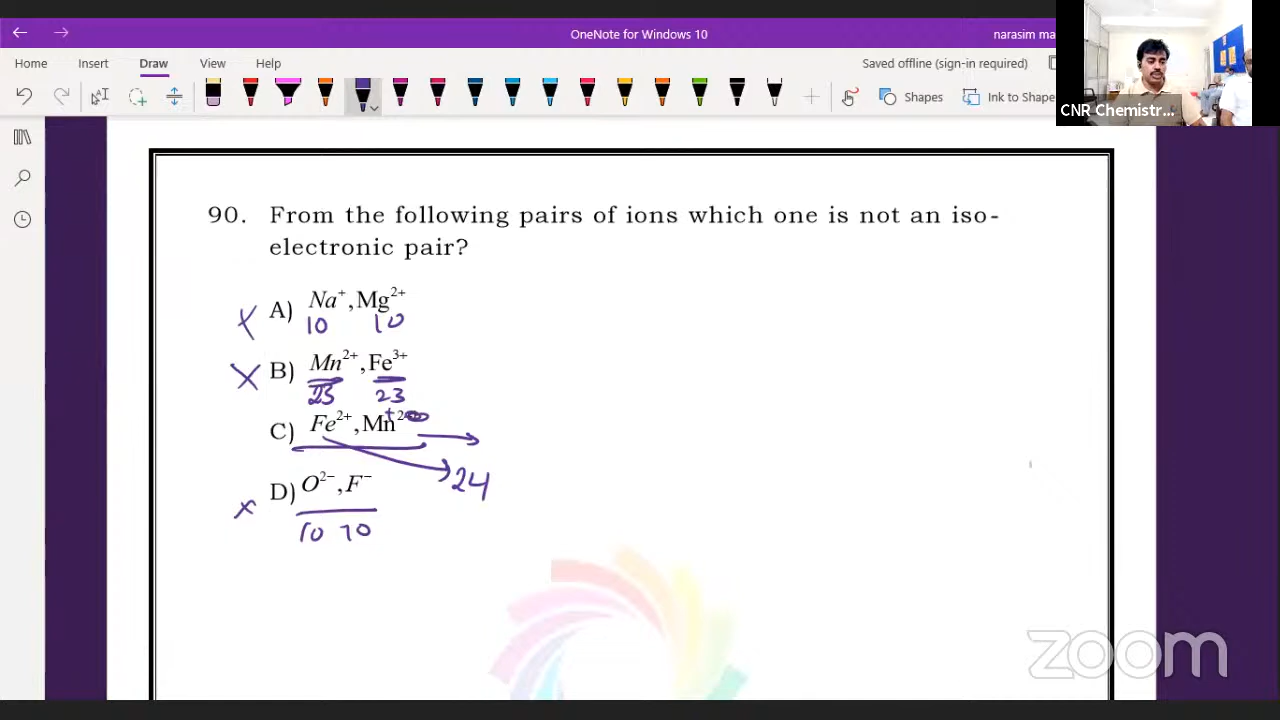 OneNote for Windows 10
narasim ma
Home Insert Draw View Help
Saved offline (sign-in required)
Shapes
Ink to Shape
CNR Chemistr...
90. From the following pairs of ions which one is not an iso-
electronic pair?
A) Na⁺, Mg²⁺
10 10
B) Mn²⁺, Fe³⁺
23 23
C) Fe²⁺, Mn²
24
D) O²⁻, F⁻
10 10
zoom